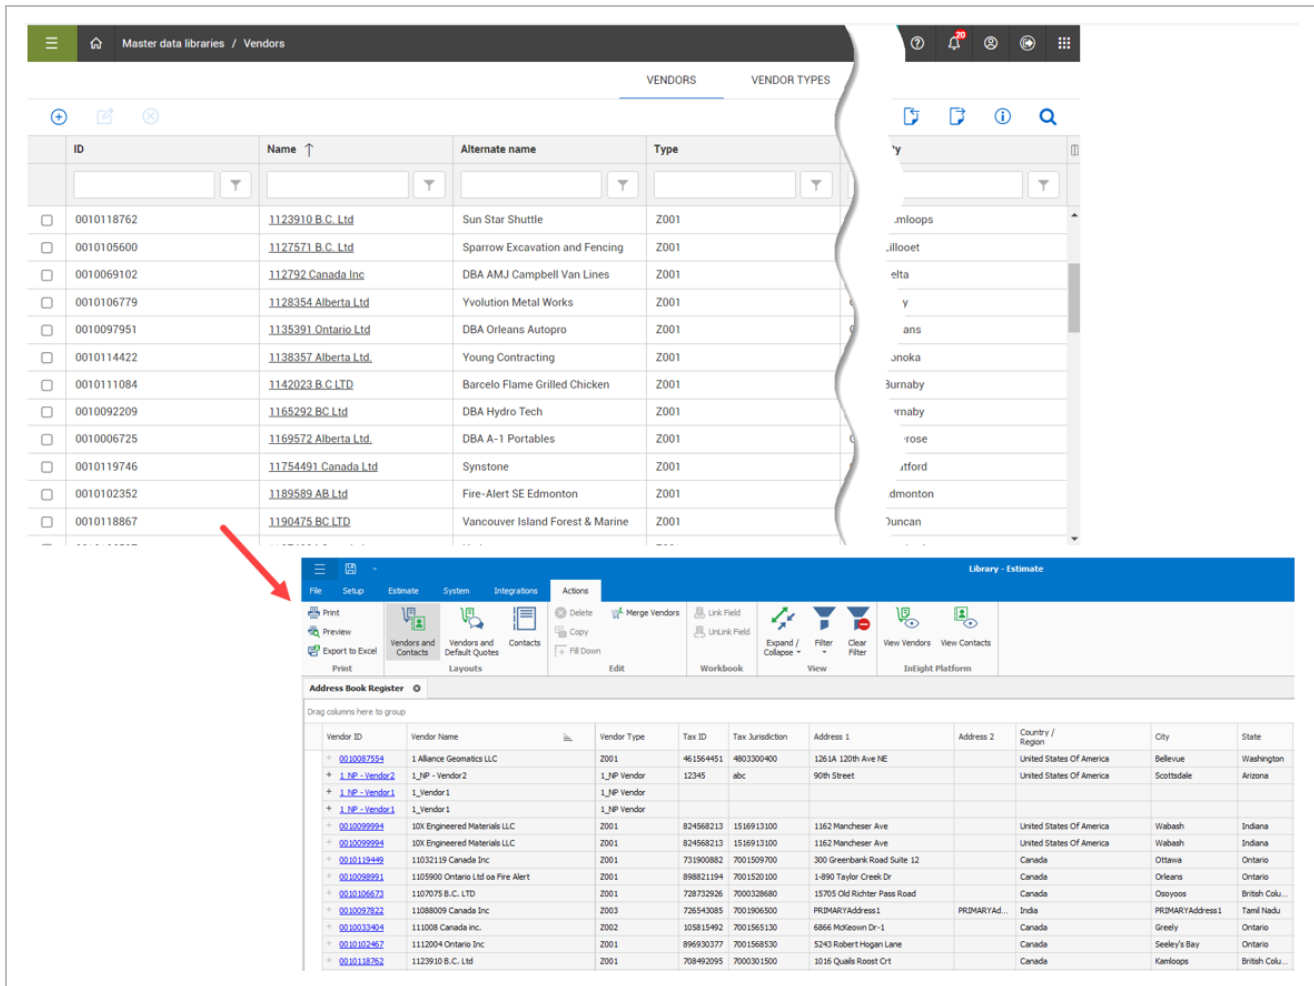 Master data libraries / Vendors
20
VENDORS VENDOR TYPES
ID Name ↑ Alternate name Type y
0010118762 1123910 B.C. Ltd Sun Star Shuttle Z001 mloops
0010105600 1127571 B.C. Ltd Sparrow Excavation and Fencing Z001 illooet
0010069102 112792 Canada Inc DBA AMJ Campbell Van Lines Z001 elta
0010106779 1128354 Alberta Ltd Yvolution Metal Works Z001 y
0010097951 1135391 Ontario Ltd DBA Orleans Autopro Z001 ans
0010114422 1138357 Alberta Ltd. Young Contracting Z001 onoka
0010111084 1142023 B.C LTD Barcelo Flame Grilled Chicken Z001 Burnaby
0010092209 1165292 BC Ltd DBA Hydro Tech Z001 rnaby
0010006725 1169572 Alberta Ltd. DBA A-1 Portables Z001 rose
0010119746 11754491 Canada Ltd Synstone Z001 atford
0010102352 1189589 AB Ltd Fire-Alert SE Edmonton Z001 dmonton
0010118867 1190475 BC LTD Vancouver Island Forest & Marine Z001 Duncan
Library - Estimate
File Setup Estimate System Integrations Actions
Print Delete Merge Vendors Link Field
Preview Copy UnLink Field
Export to Excel Fill Down
Vendors and Contacts Vendors and Default Quotes Contacts Expand / Collapse Filter Clear Filter View Vendors View Contacts
Print Layouts Edit Workbook View InEight Platform
Address Book Register
Drag columns here to group
Vendor ID Vendor Name Vendor Type Tax ID Tax Jurisdiction Address 1 Address 2 Country / Region City State
0010087554 1 Alliance Geomatics LLC Z001 461564451 4803300400 1261A 120th Ave NE United States Of America Bellevue Washington
+ 1_NP - Vendor2 1_NP - Vendor2 1_NP Vendor 12345 abc 90th Street United States Of America Scottsdale Arizona
+ 1_NP - Vendor1 1_Vendor1 1_NP Vendor
+ 1_NP - Vendor1 1_Vendor1 1_NP Vendor
0010099994 10X Engineered Materials LLC Z001 824568213 1516913100 1162 Mancheser Ave United States Of America Wabash Indiana
0010099994 10X Engineered Materials LLC Z001 824568213 1516913100 1162 Mancheser Ave United States Of America Wabash Indiana
0010119449 11032119 Canada Inc Z001 731900882 7001509700 300 Greenbank Road Suite 12 Canada Ottawa Ontario
0010098991 1105900 Ontario Ltd oa Fire Alert Z001 898821194 7001520100 1-890 Taylor Creek Dr Canada Orleans Ontario
0010106673 1107075 B.C. LTD Z001 728732926 7000328680 15705 Old Richter Pass Road Canada Osoyoos British Colu...
0010097822 11088009 Canada Inc Z003 726543085 7001906500 PRIMARYAddress1 PRIMARYAd... India PRIMARYAddress1 Tamil Nadu
0010033404 111008 Canada inc. Z002 105815492 7001565130 6866 McKeown Dr-1 Canada Greely Ontario
0010102467 1112004 Ontario Inc Z001 896930377 7001568530 5243 Robert Hogan Lane Canada Seeley's Bay Ontario
0010118762 1123910 B.C. Ltd Z001 708492095 7000301500 1016 Quails Roost Crt Canada Kamloops British Colu...